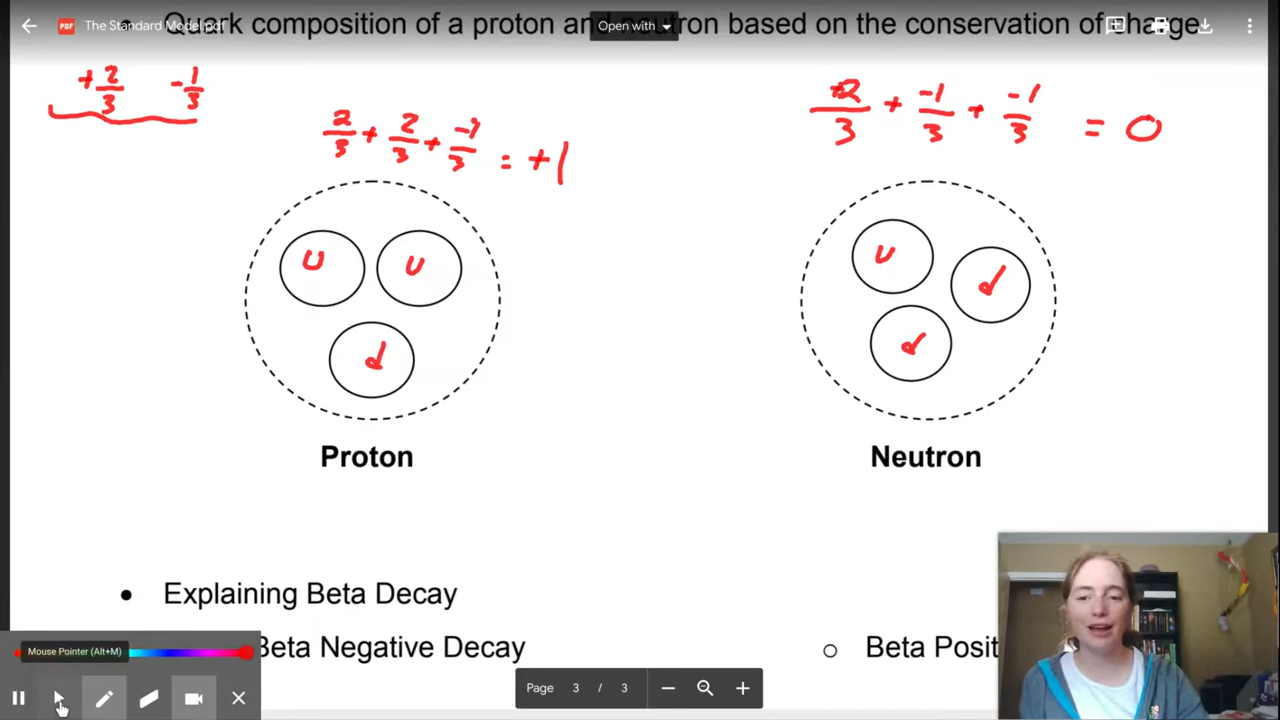 The Standard Model.pdf
Open with
Quark composition of a proton and neutron based on the conservation of charge
+2/3 -1/3
2/3 + 2/3 + -1/3 = +1
+2/3 + -1/3 + -1/3 = 0
u u
d
u d
d
Proton
Neutron
• Explaining Beta Decay
Mouse Pointer (Alt+M)
Beta Negative Decay
○ Beta Posit
Page 3 / 3